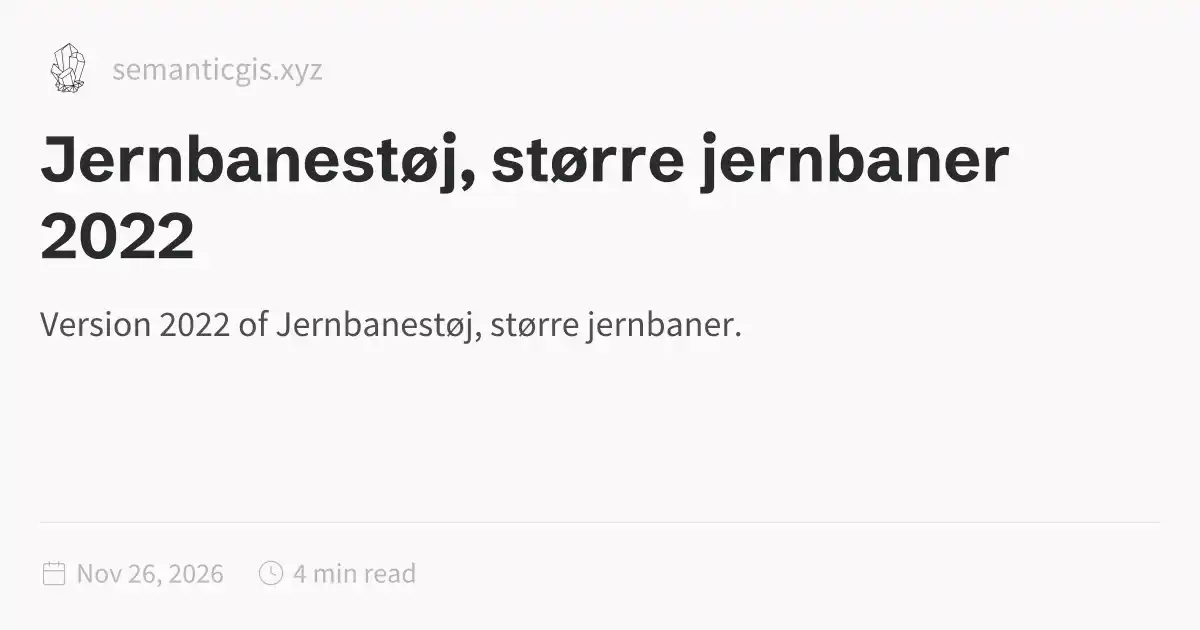 semanticgis.xyz
Jernbanestøj, større jernbaner
2022
Version 2022 of Jernbanestøj, større jernbaner.
Nov 26, 2026 4 min read